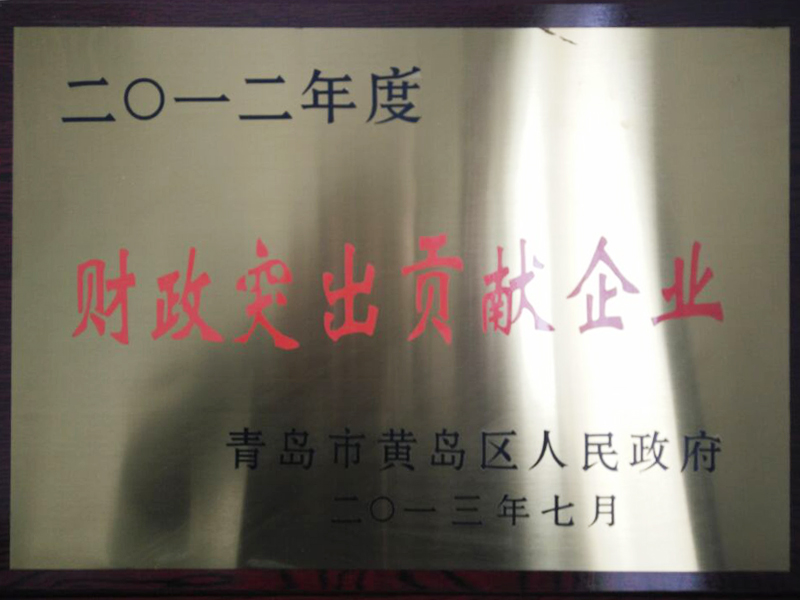 二〇一二年度
财政突出贡献企业
青岛市黄岛区人民政府
二〇一三年七月